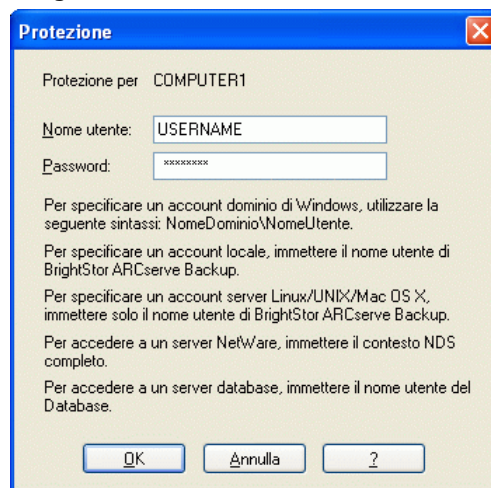 Protezione
Protezione per COMPUTER1
Nome utente: USERNAME
Password: ********
Per specificare un account dominio di Windows, utilizzare la
seguente sintassi: NomeDominio\NomeUtente.
Per specificare un account locale, immettere il nome utente di
BrightStor ARCserve Backup.
Per specificare un account server Linux/UNIX/Mac OS X,
immettere solo il nome utente di BrightStor ARCserve Backup.
Per accedere a un server NetWare, immettere il contesto NDS
completo.
Per accedere a un server database, immettere il nome utente del
Database.
OK Annulla ?